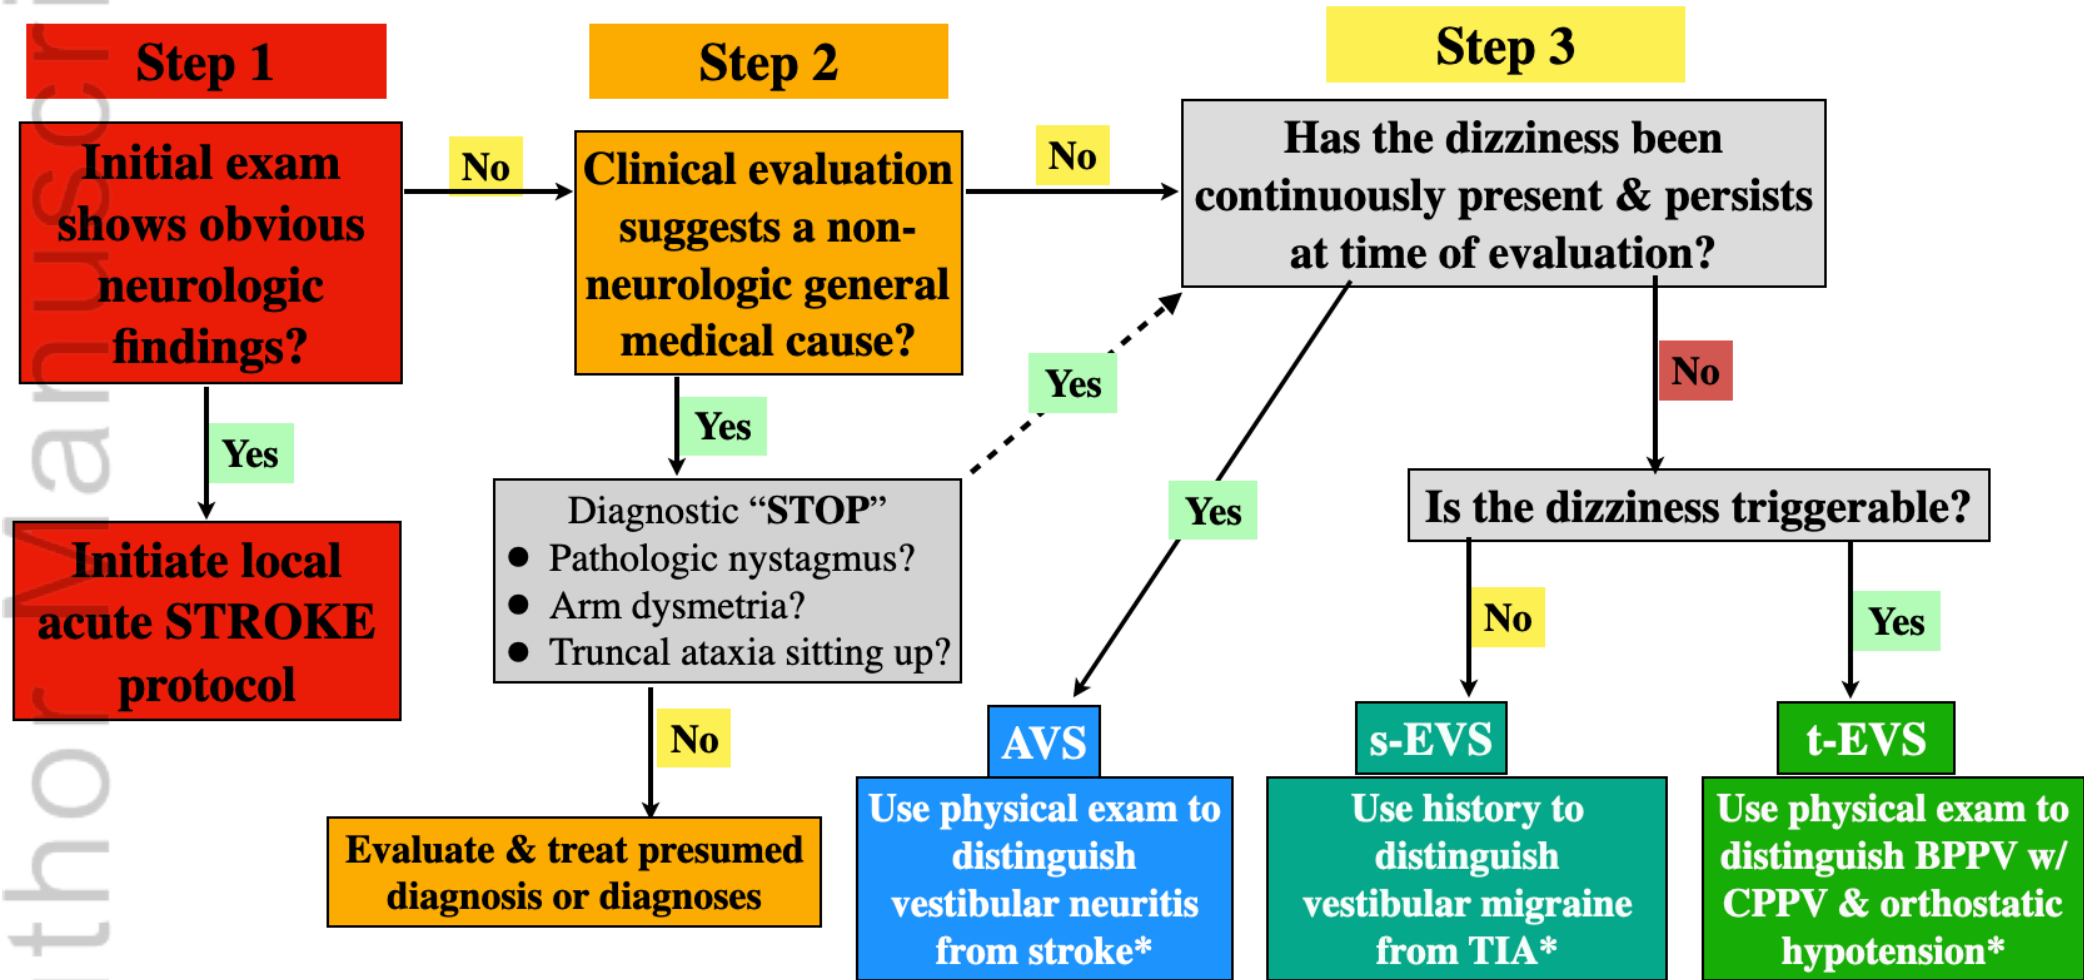 Step 1
Initial exam
shows obvious
neurologic
findings?
Yes
Initiate local
acute STROKE
protocol
No
Step 2
Clinical evaluation
suggests a non-
neurologic general
medical cause?
Yes
Diagnostic “STOP”
● Pathologic nystagmus?
● Arm dysmetria?
● Truncal ataxia sitting up?
No
Evaluate & treat presumed
diagnosis or diagnoses
No
Yes
Step 3
Has the dizziness been
continuously present & persists
at time of evaluation?
Yes
No
Is the dizziness triggerable?
No
Yes
AVS
Use physical exam to
distinguish
vestibular neuritis
from stroke*
s-EVS
Use history to
distinguish
vestibular migraine
from TIA*
t-EVS
Use physical exam to
distinguish BPPV w/
CPPV & orthostatic
hypotension*
thor Manuscri